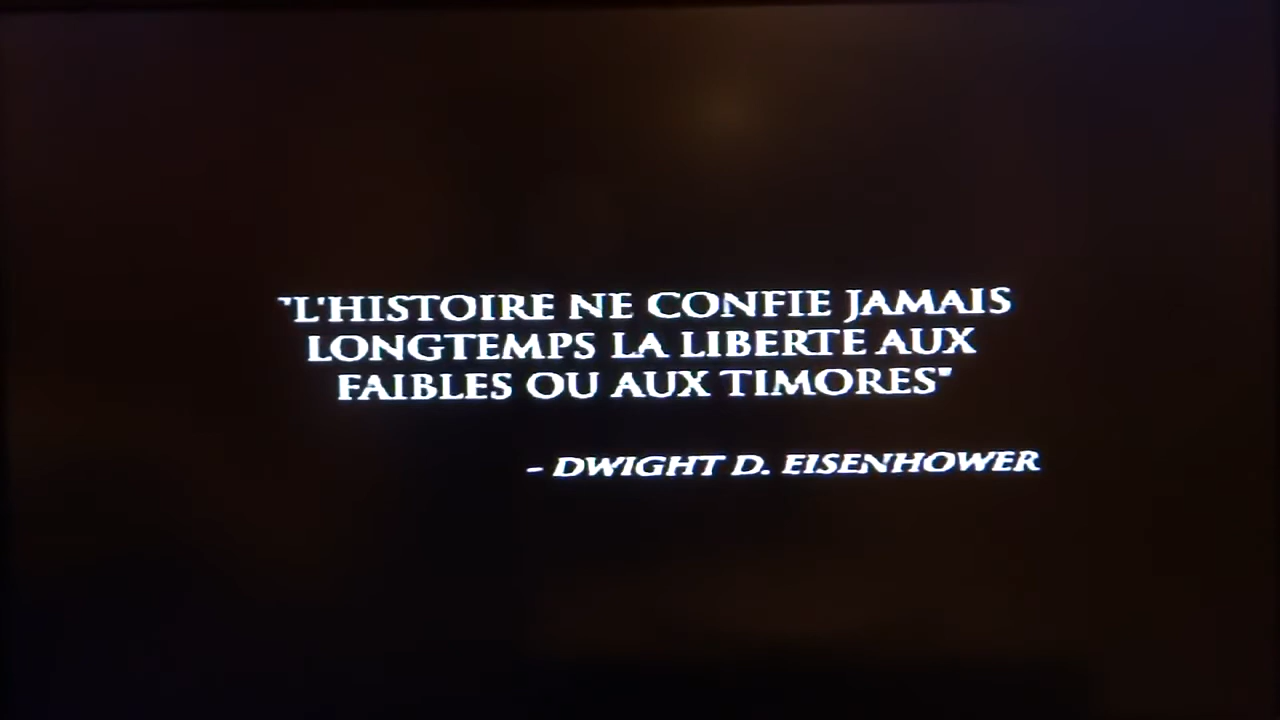 "L'HISTOIRE NE CONFIE JAMAIS
LONGTEMPS LA LIBERTE AUX
FAIBLES OU AUX TIMORES"
- DWIGHT D. EISENHOWER